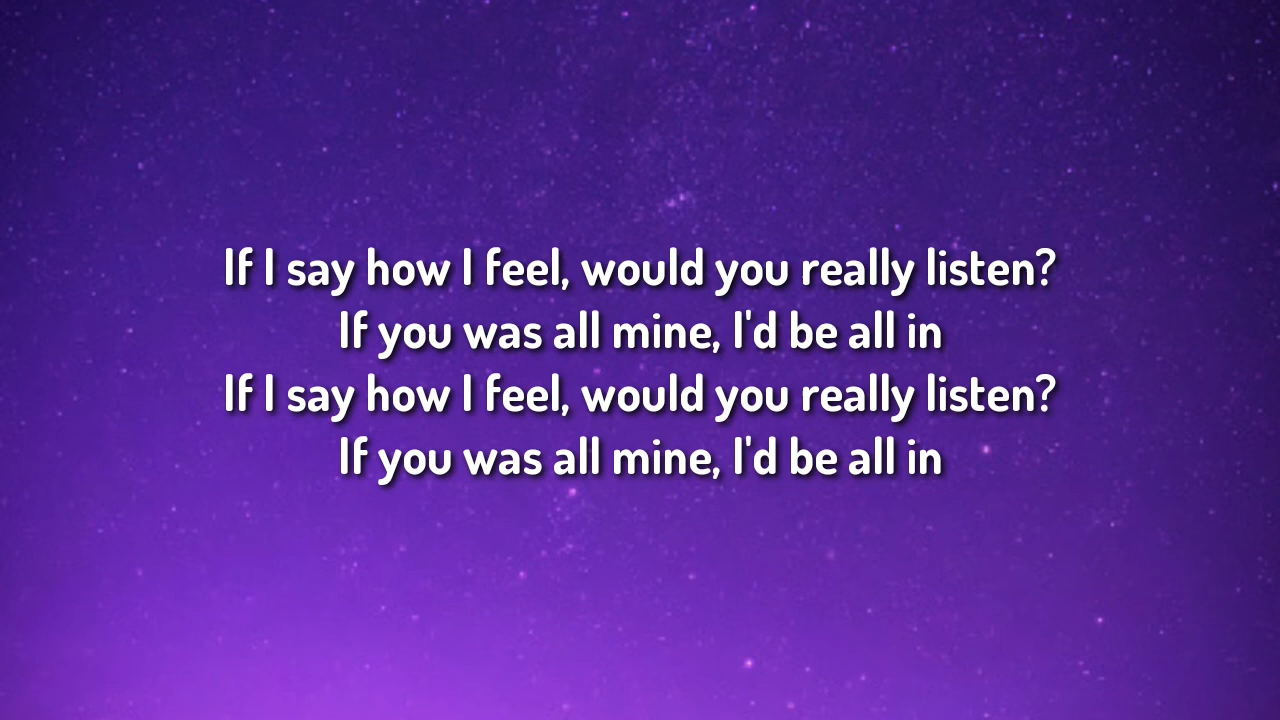 If I say how I feel, would you really listen?
If you was all mine, I'd be all in
If I say how I feel, would you really listen?
If you was all mine, I'd be all in